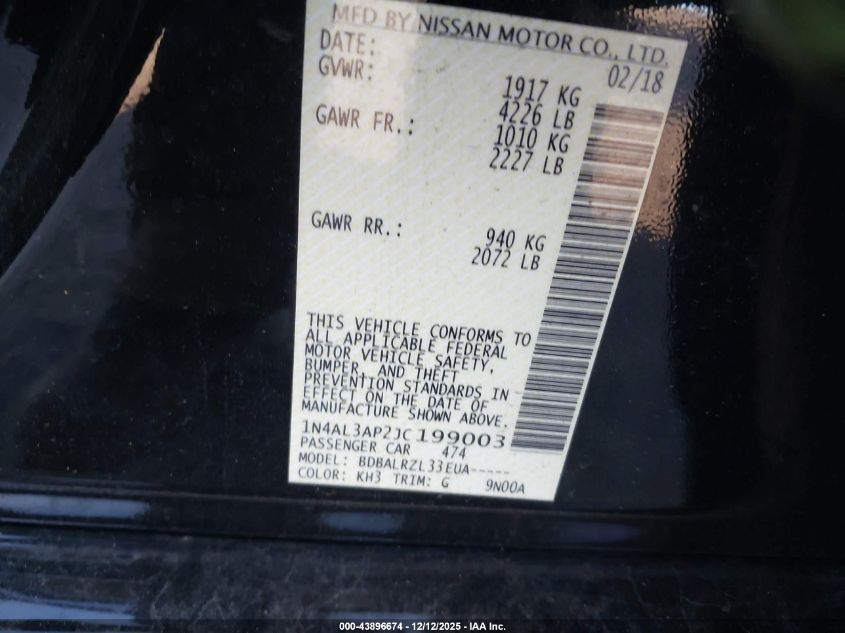 MFD BY NISSAN MOTOR CO., LTD.
DATE: 02/18
GVWR: 1917 KG
4226 LB
GAWR FR.: 1010 KG
2227 LB
GAWR RR.: 940 KG
2072 LB
THIS VEHICLE CONFORMS TO
ALL APPLICABLE FEDERAL
MOTOR VEHICLE SAFETY,
BUMPER, AND THEFT
PREVENTION STANDARDS IN
EFFECT ON THE DATE OF
MANUFACTURE SHOWN ABOVE.
1N4AL3AP2JC199003
PASSENGER CAR 474
MODEL: BDBALRZL33EUA-----
COLOR: KH3 TRIM: G 9N00A
000-43896674 - 12/12/2025 - IAA Inc.